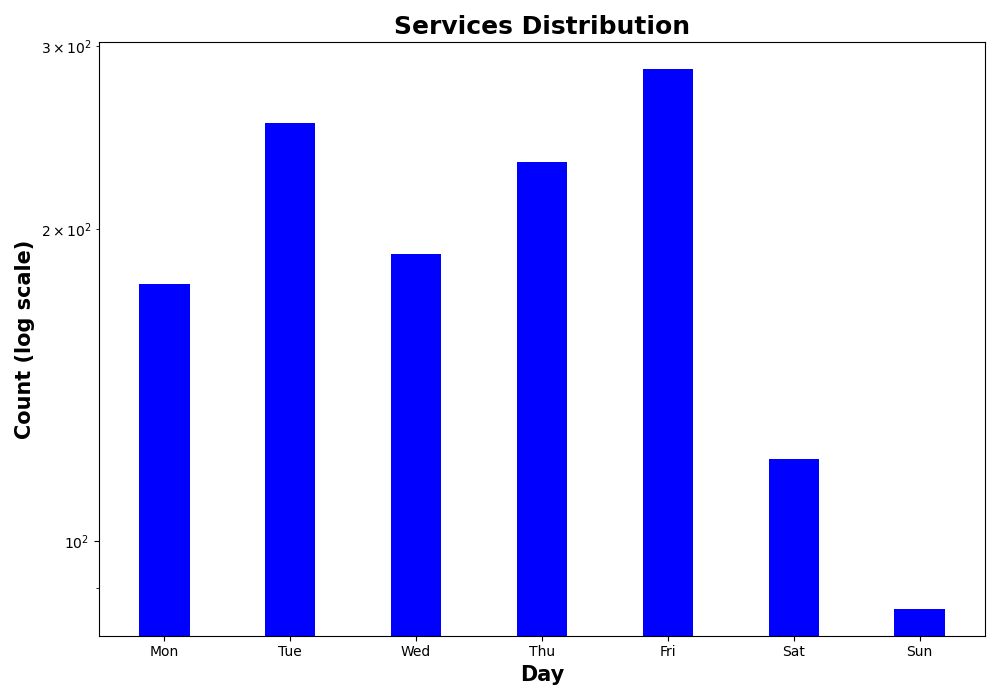 Services Distribution
3 × 10²
2 × 10²
10²
Count (log scale)
Mon Tue Wed Thu Fri Sat Sun
Day